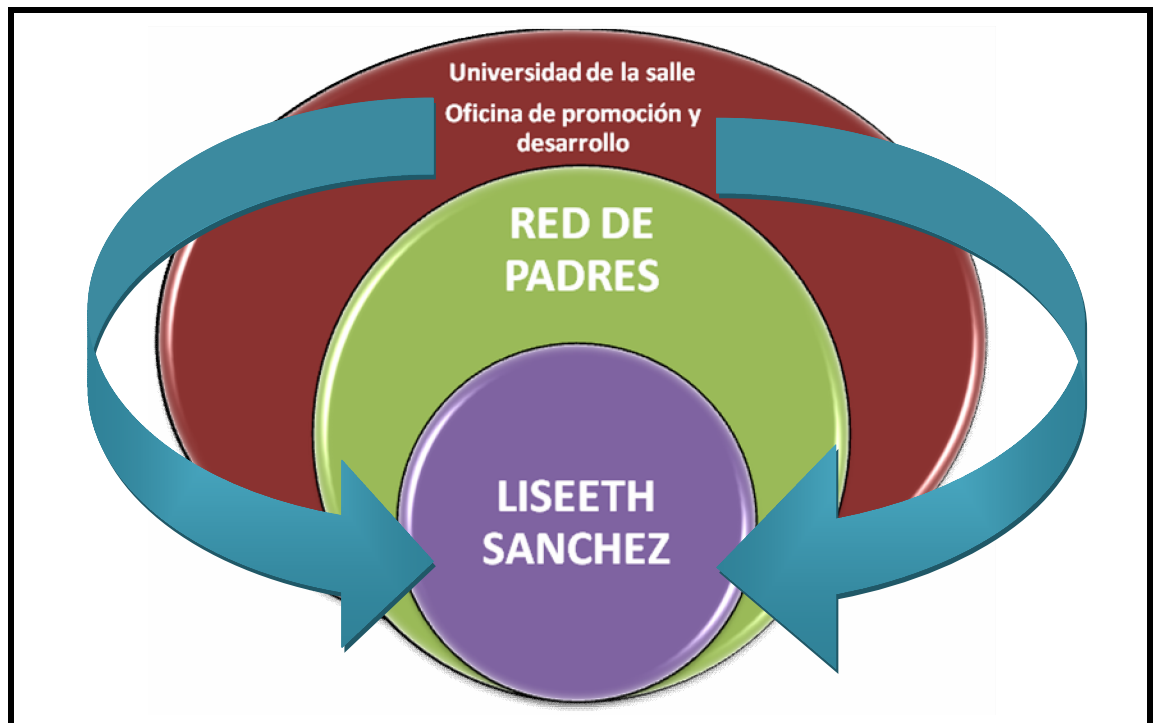 Universidad de la salle
Oficina de promoción y
desarrollo
RED DE
PADRES
LISEETH
SANCHEZ